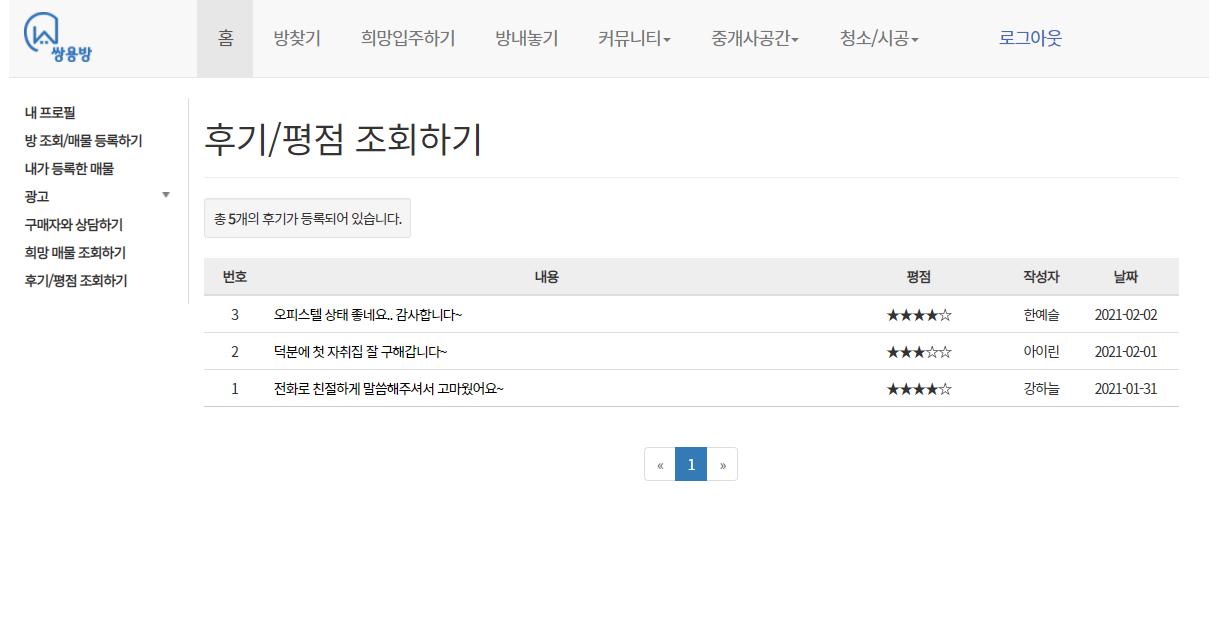 쌍용방
홈 방찾기 희망입주하기 방내놓기 커뮤니티 중개사공간 청소/시공 로그아웃
내 프로필
방 조회/매물 등록하기
내가 등록한 매물
광고
구매자와 상담하기
희망 매물 조회하기
후기/평점 조회하기
후기/평점 조회하기
총 5개의 후기가 등록되어 있습니다.
번호 내용 평점 작성자 날짜
3 오피스텔 상태 좋네요.. 감사합니다~ ★★★★☆ 한예슬 2021-02-02
2 덕분에 첫 자취집 잘 구해갑니다~ ★★★☆☆ 아이린 2021-02-01
1 전화로 친절하게 말씀해주셔서 고마웠어요~ ★★★★☆ 강하늘 2021-01-31
« 1 »